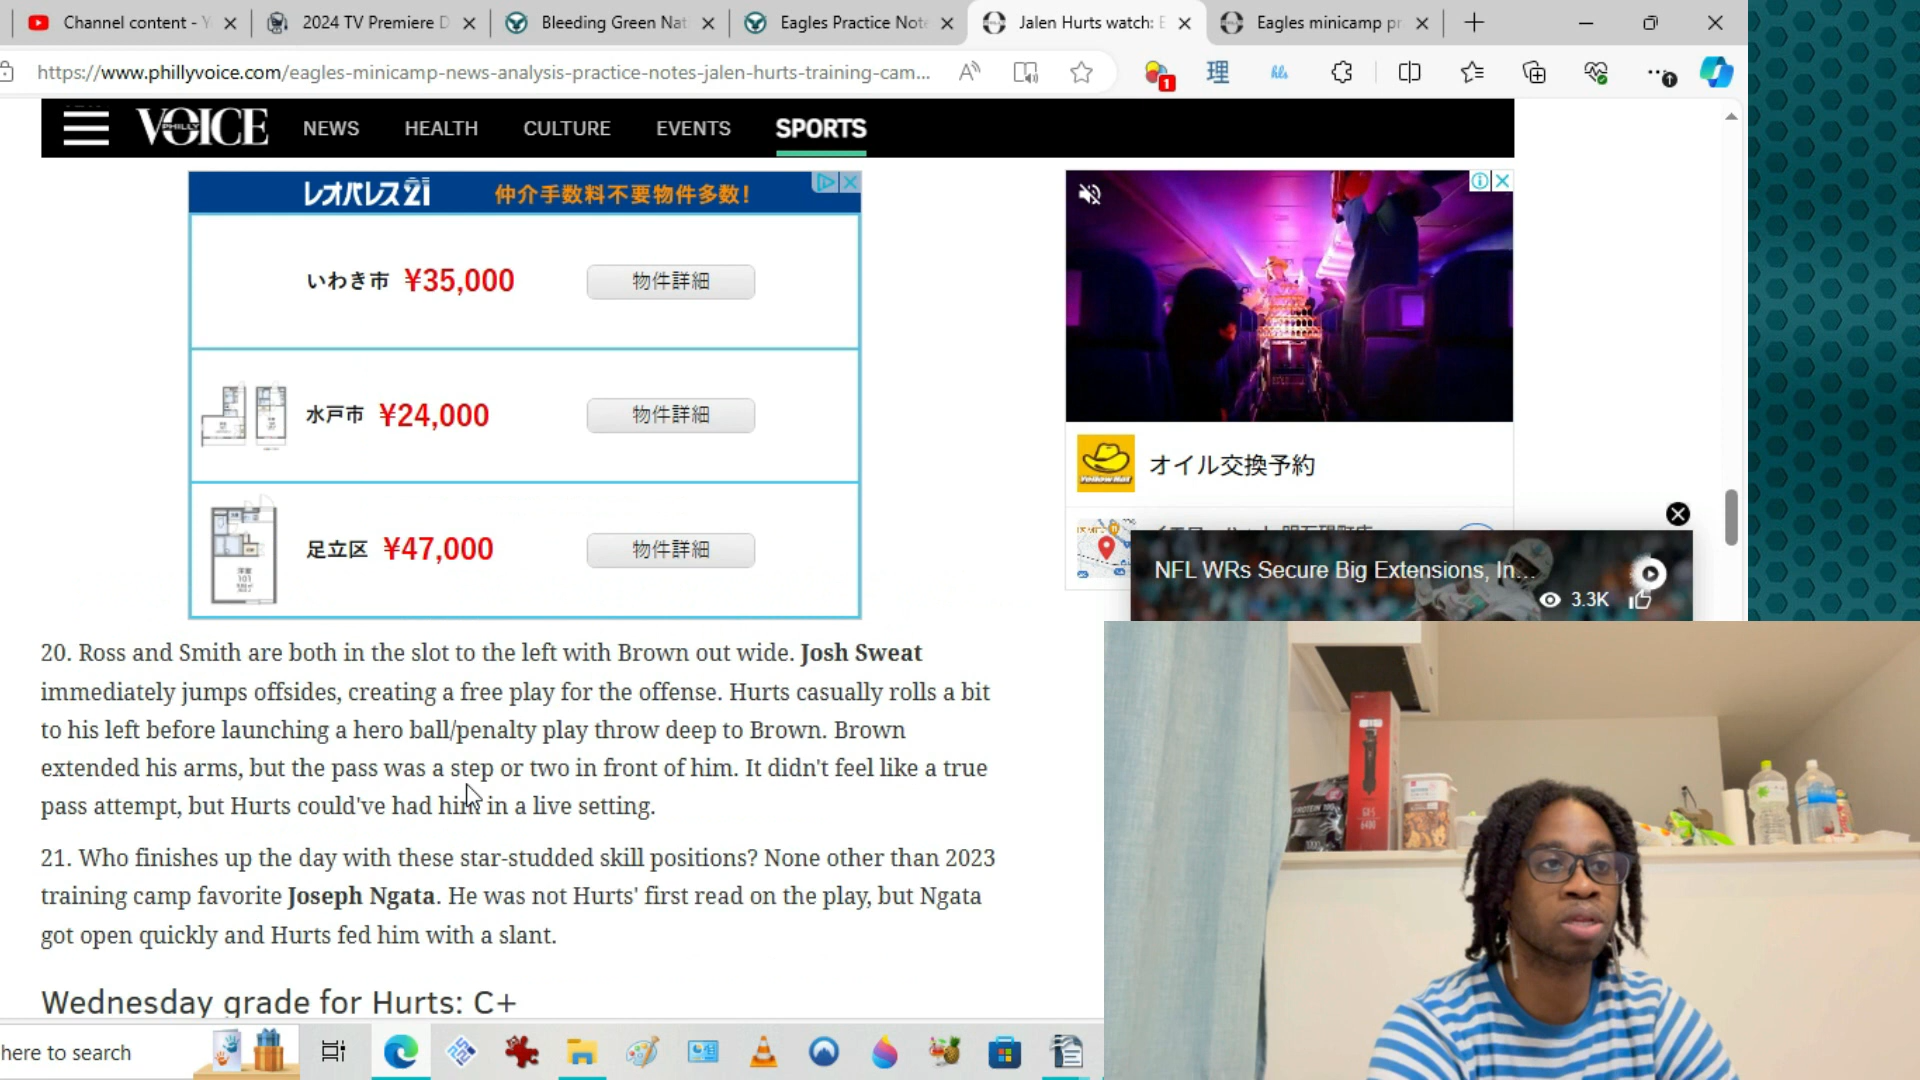 Channel content - Y
2024 TV Premiere D
Bleeding Green Nat
Eagles Practice Note
Jalen Hurts watch: E
Eagles minicamp pr
https://www.phillyvoice.com/eagles-minicamp-news-analysis-practice-notes-jalen-hurts-training-cam...
1
理
hls
PHILLY VOICE
NEWS
HEALTH
CULTURE
EVENTS
SPORTS
レオパレス21
仲介手数料不要物件多数!
いわき市 ¥35,000
物件詳細
水戸市 ¥24,000
物件詳細
足立区 ¥47,000
物件詳細
Yellow Hat
オイル交換予約
NFL WRs Secure Big Extensions, In...
3.3K
20. Ross and Smith are both in the slot to the left with Brown out wide. Josh Sweat
immediately jumps offsides, creating a free play for the offense. Hurts casually rolls a bit
to his left before launching a hero ball/penalty play throw deep to Brown. Brown
extended his arms, but the pass was a step or two in front of him. It didn't feel like a true
pass attempt, but Hurts could've had him in a live setting.
21. Who finishes up the day with these star-studded skill positions? None other than 2023
training camp favorite Joseph Ngata. He was not Hurts' first read on the play, but Ngata
got open quickly and Hurts fed him with a slant.
Wednesday grade for Hurts: C+
here to search